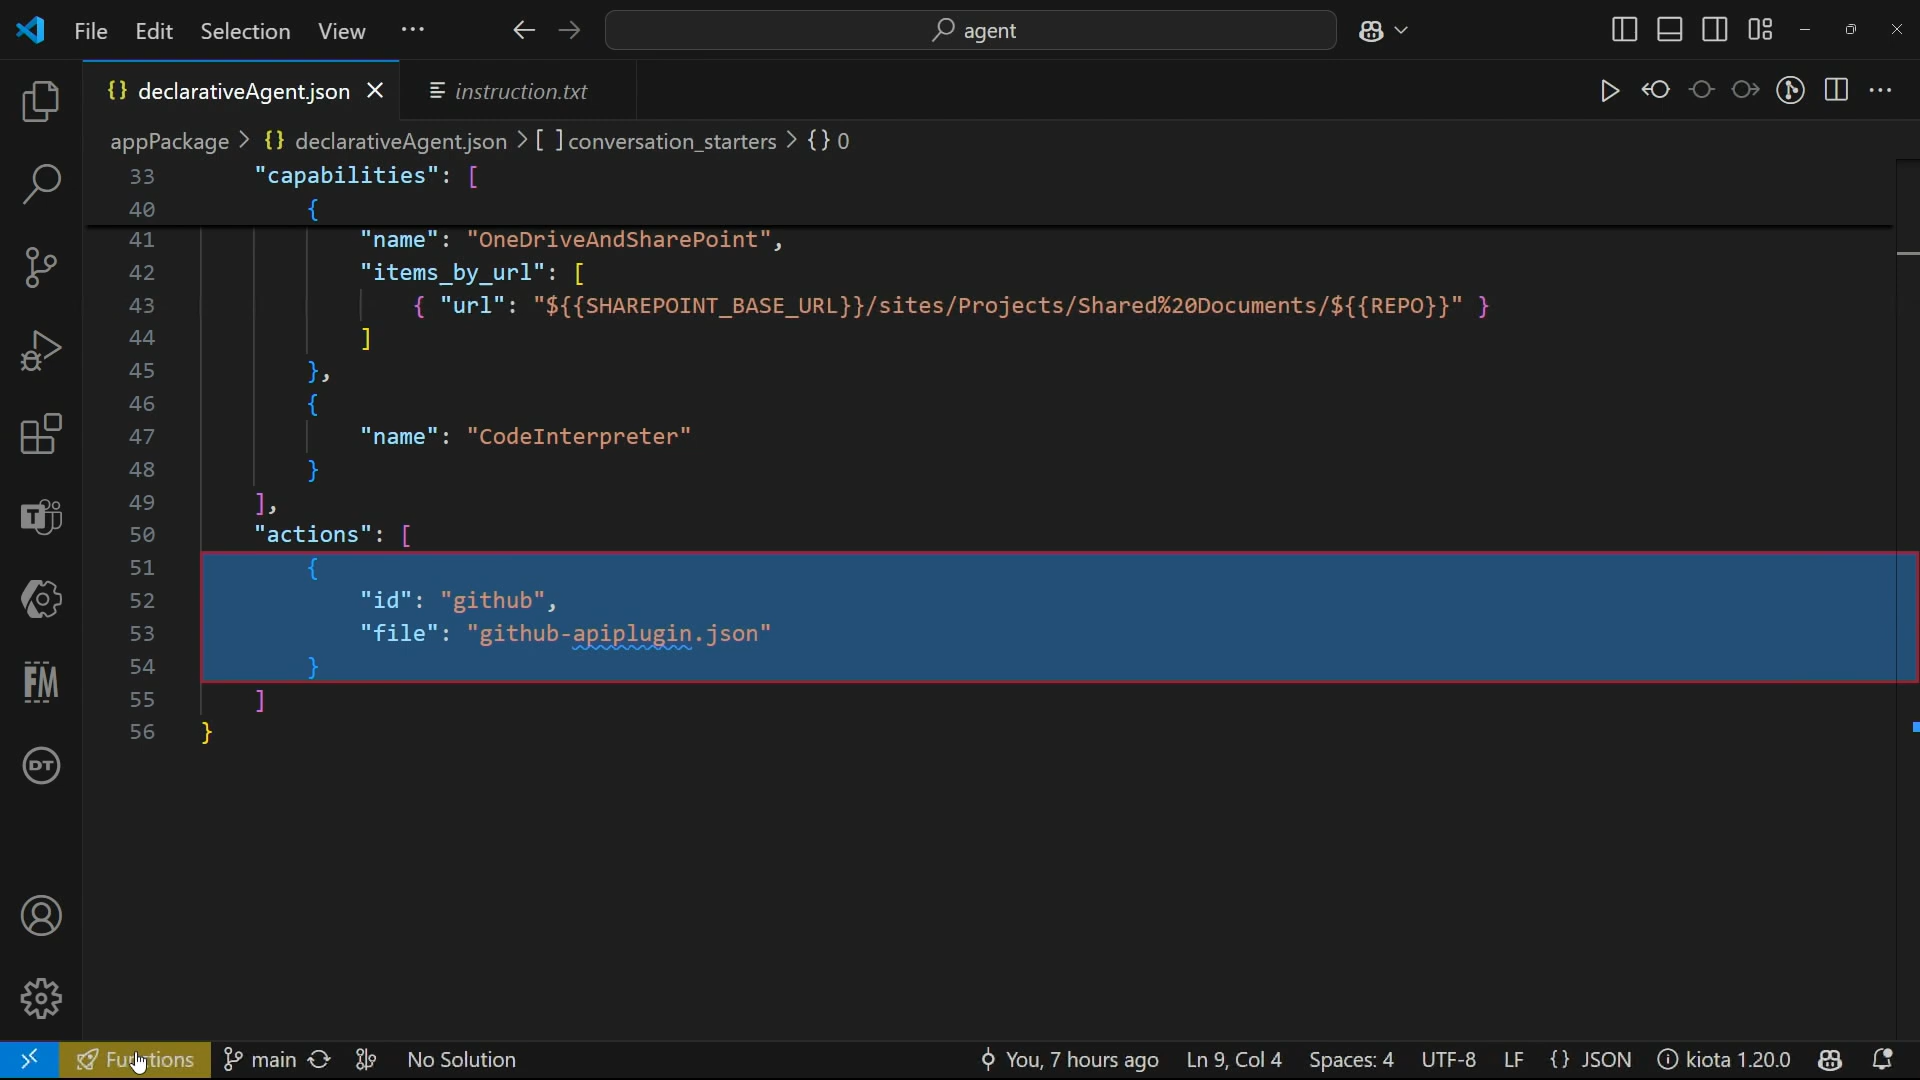 File Edit Selection View ··· agent
{} declarativeAgent.json instruction.txt
appPackage > {} declarativeAgent.json > [ ] conversation_starters > {} 0
33 "capabilities": [
40 {
41 "name": "OneDriveAndSharePoint",
42 "items_by_url": [
43 { "url": "${{SHAREPOINT_BASE_URL}}/sites/Projects/Shared%20Documents/${{REPO}}" }
44 ]
45 },
46 {
47 "name": "CodeInterpreter"
48 }
49 ],
50 "actions": [
51 {
52 "id": "github",
53 "file": "github-apiplugin.json"
54 }
55 ]
56 }
FM
DT
Functions main No Solution You, 7 hours ago Ln 9, Col 4 Spaces: 4 UTF-8 LF {} JSON kiota 1.20.0